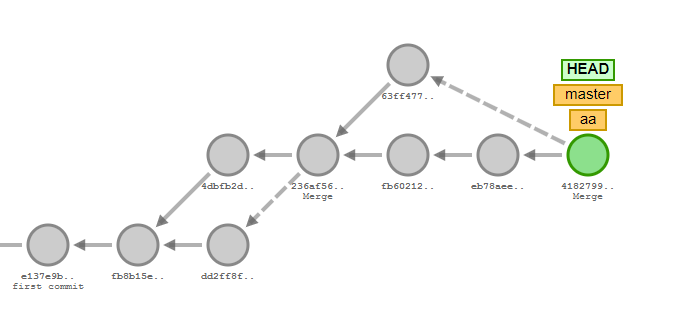 63ff477..
HEAD
master
aa
4dbfb2d..
236af56..
Merge
fb60212..
eb78aee..
4182799..
Merge
e137e9b..
first commit
fb8b15e..
dd2ff8f..